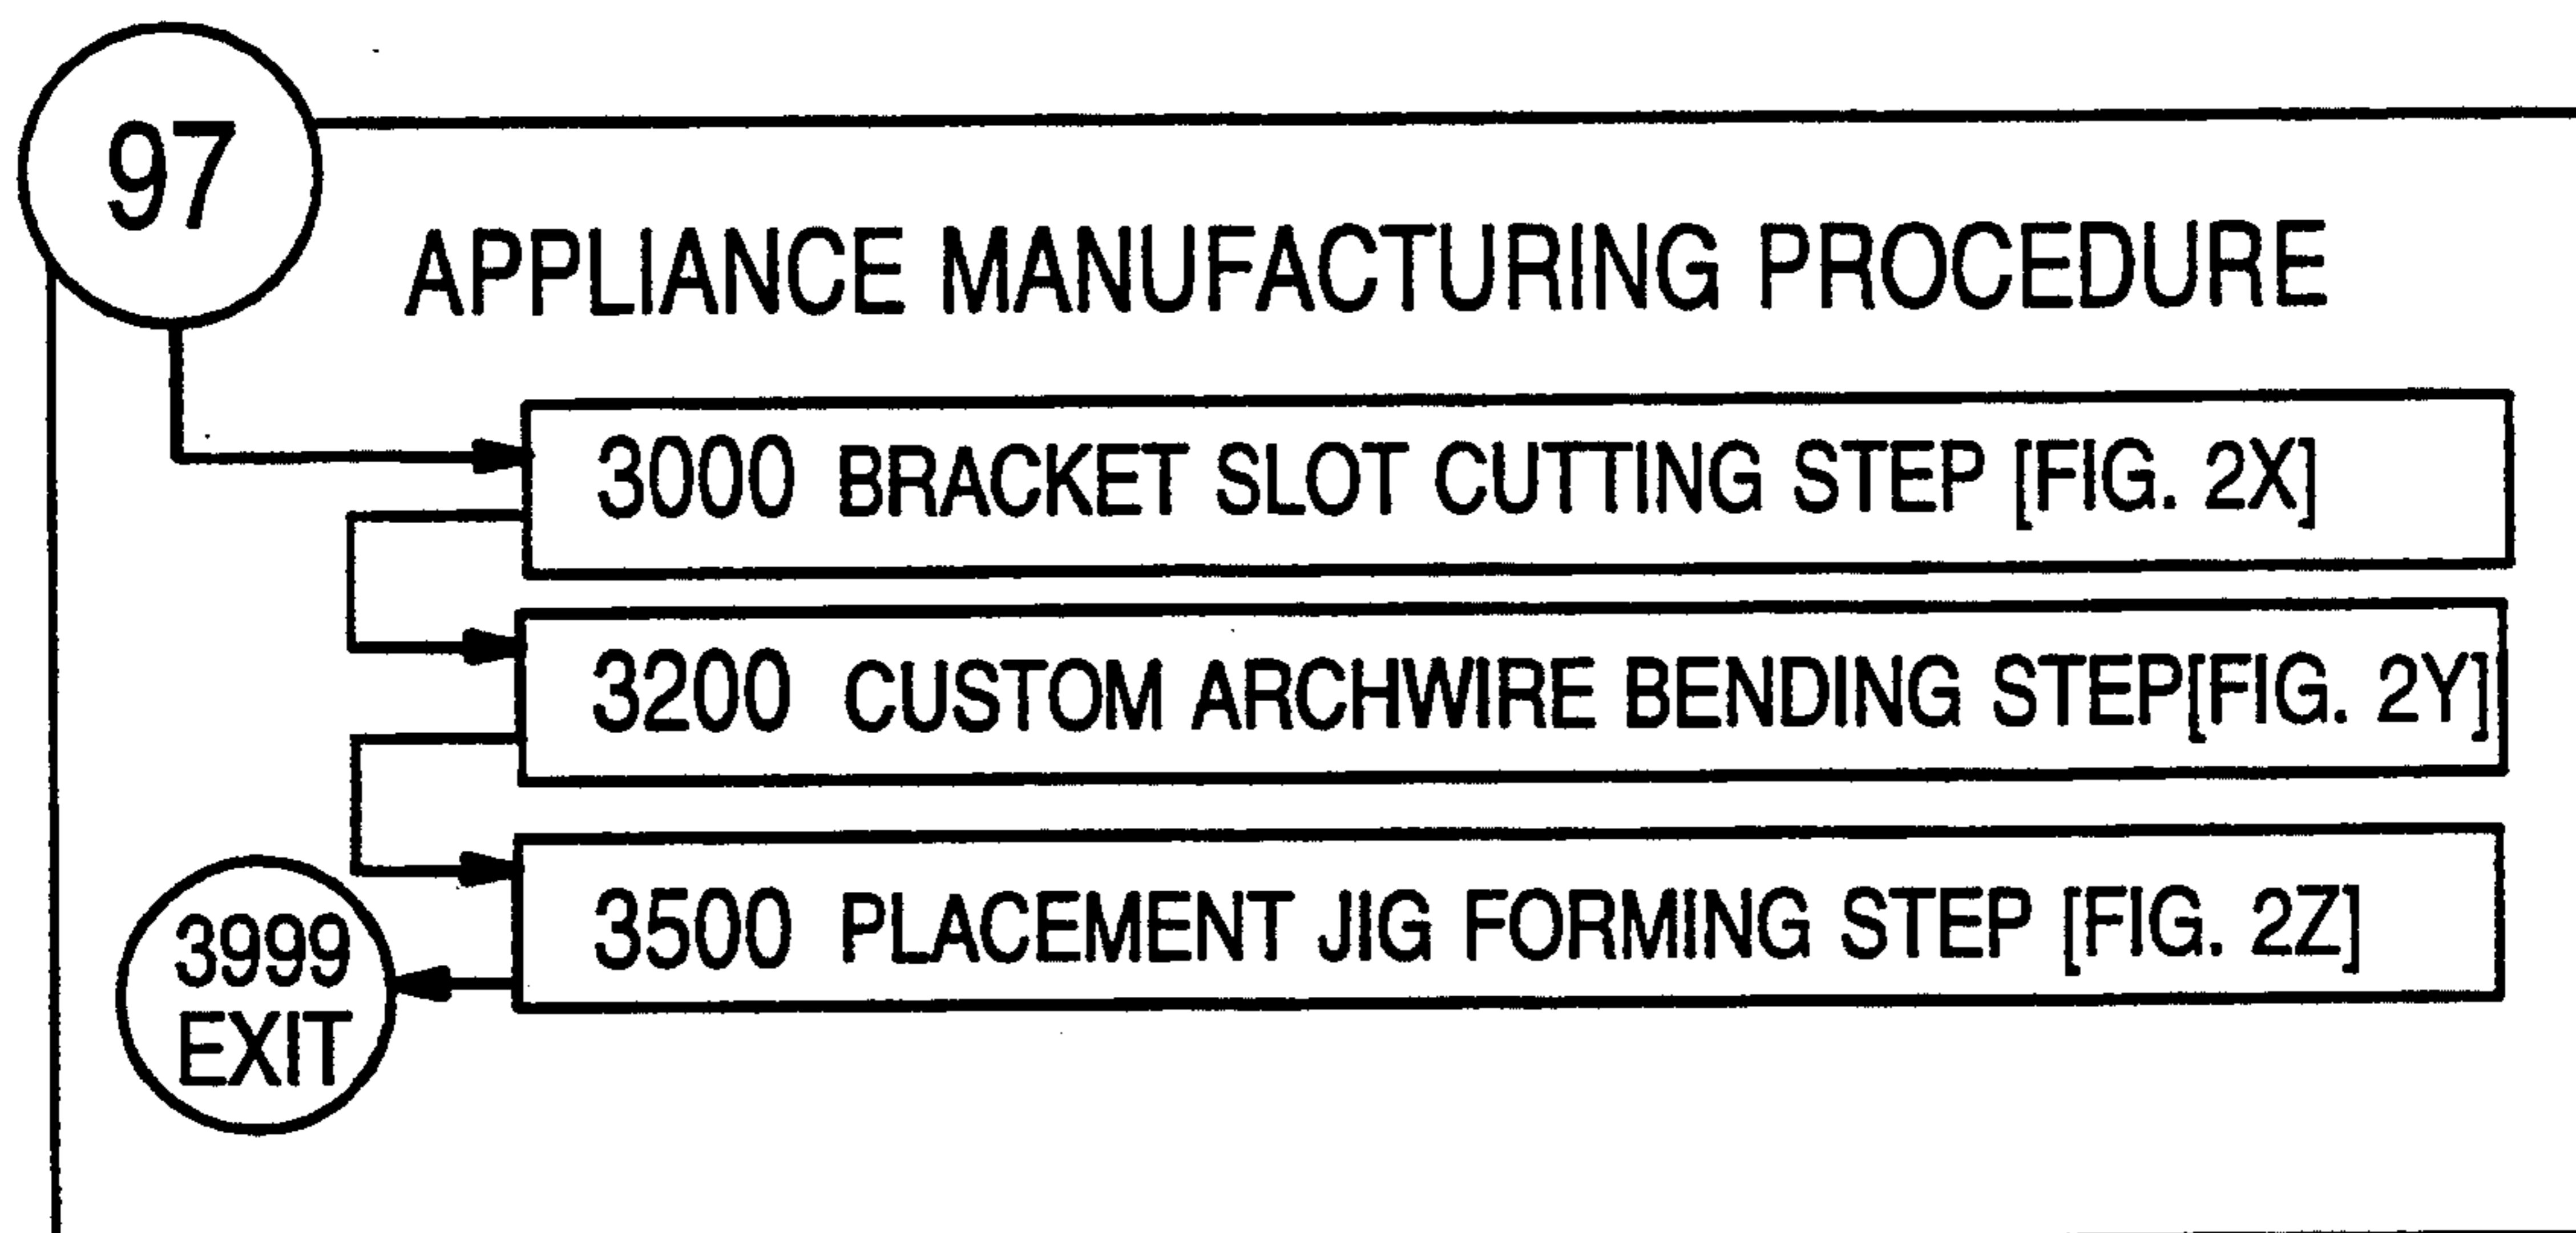 97
APPLIANCE MANUFACTURING PROCEDURE
3000 BRACKET SLOT CUTTING STEP [FIG. 2X]
3200 CUSTOM ARCHWIRE BENDING STEP[FIG. 2Y]
3500 PLACEMENT JIG FORMING STEP [FIG. 2Z]
3999
EXIT